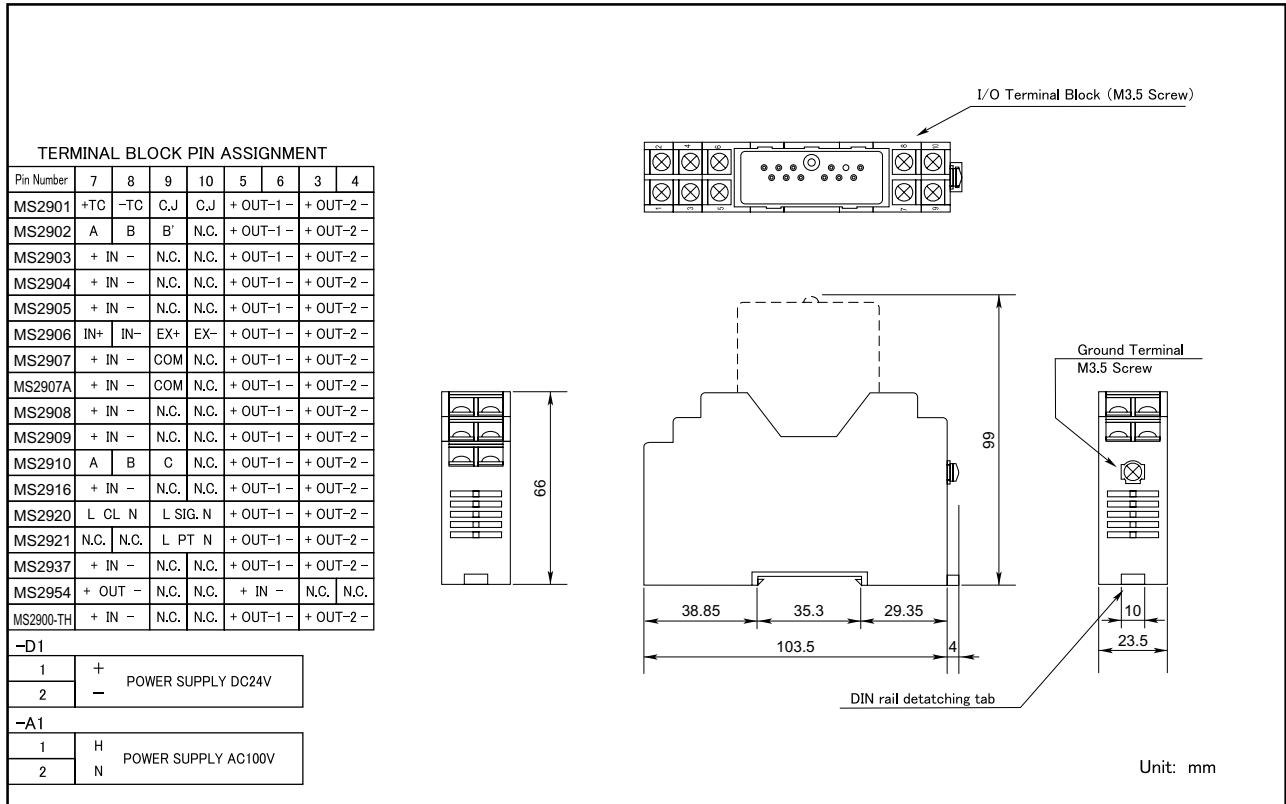 I/O Terminal Block (M3.5 Screw)
2 4 6 8 10
1 3 5 7 9
TERMINAL BLOCK PIN ASSIGNMENT
Pin Number 7 8 9 10 5 6 3 4
MS2901 +TC -TC C.J C.J + OUT-1 - + OUT-2 -
MS2902 A B B' N.C. + OUT-1 - + OUT-2 -
MS2903 + IN - N.C. N.C. + OUT-1 - + OUT-2 -
MS2904 + IN - N.C. N.C. + OUT-1 - + OUT-2 -
MS2905 + IN - N.C. N.C. + OUT-1 - + OUT-2 -
MS2906 IN+ IN- EX+ EX- + OUT-1 - + OUT-2 -
MS2907 + IN - COM N.C. + OUT-1 - + OUT-2 -
MS2907A + IN - COM N.C. + OUT-1 - + OUT-2 -
MS2908 + IN - N.C. N.C. + OUT-1 - + OUT-2 -
MS2909 + IN - N.C. N.C. + OUT-1 - + OUT-2 -
MS2910 A B C N.C. + OUT-1 - + OUT-2 -
MS2916 + IN - N.C. N.C. + OUT-1 - + OUT-2 -
MS2920 L CL N L SIG. N + OUT-1 - + OUT-2 -
MS2921 N.C. N.C. L PT N + OUT-1 - + OUT-2 -
MS2937 + IN - N.C. N.C. + OUT-1 - + OUT-2 -
MS2954 + OUT - N.C. N.C. + IN - N.C. N.C.
MS2900-TH + IN - N.C. N.C. + OUT-1 - + OUT-2 -
-D1
1 +
POWER SUPPLY DC24V
2 -
-A1
1 H
POWER SUPPLY AC100V
2 N
66
99
38.85 35.3 29.35
103.5 4
Ground Terminal
M3.5 Screw
10
23.5
DIN rail detatching tab
Unit: mm